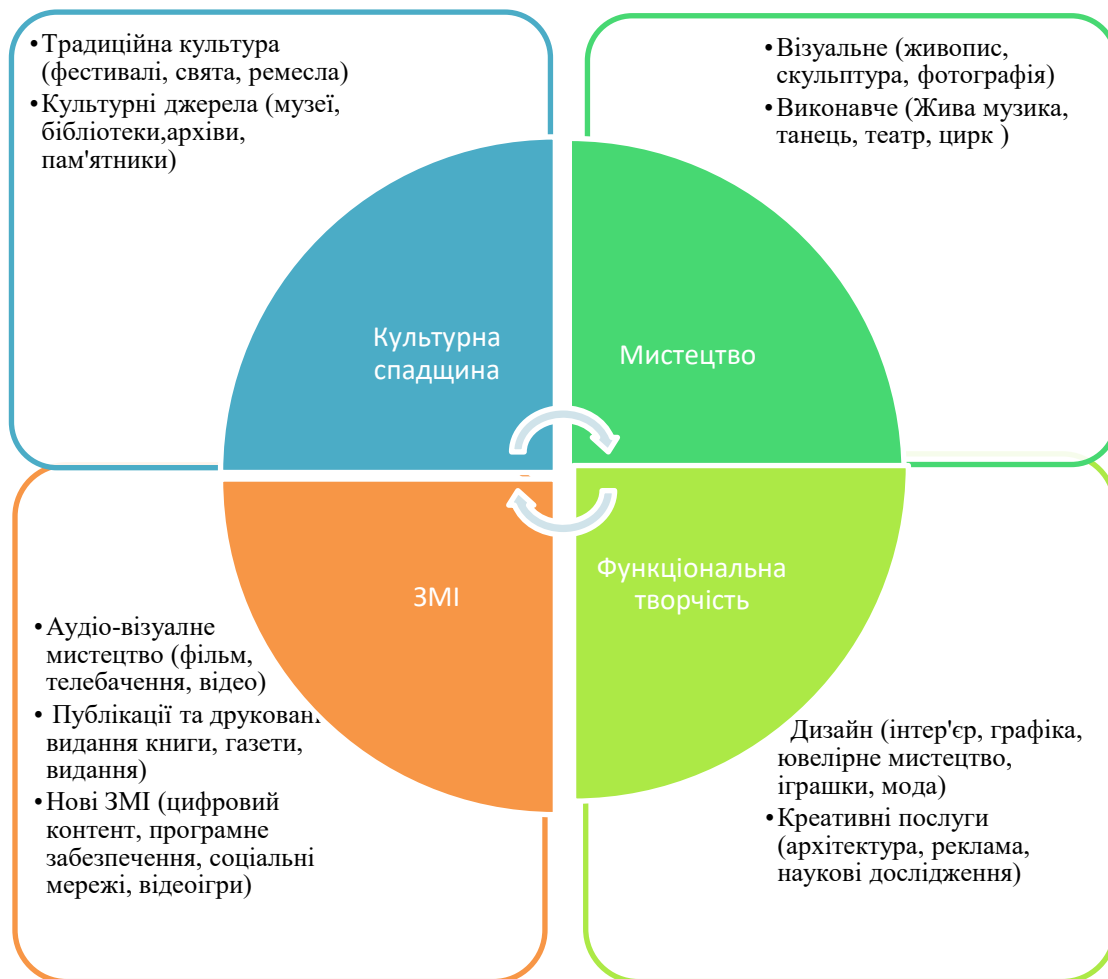 •Традиційна культура
(фестивалі, свята, ремесла)
•Культурні джерела (музеї,
бібліотеки,архіви,
пам'ятники)
•Візуальне (живопис,
скульптура, фотографія)
•Виконавче (Жива музика,
танець, театр, цирк )
Культурна
спадщина
Мистецтво
ЗМІ
Функціональна
творчість
•Аудіо-візуалне
мистецтво (фільм,
телебачення, відео)
• Публікації та друковані
видання книги, газети,
видання)
•Нові ЗМІ (цифровий
контент, програмне
забезпечення, соціальні
мережі, відеоігри)
Дизайн (інтер'єр, графіка,
ювелірне мистецтво,
іграшки, мода)
•Креативні послуги
(архітектура, реклама,
наукові дослідження)